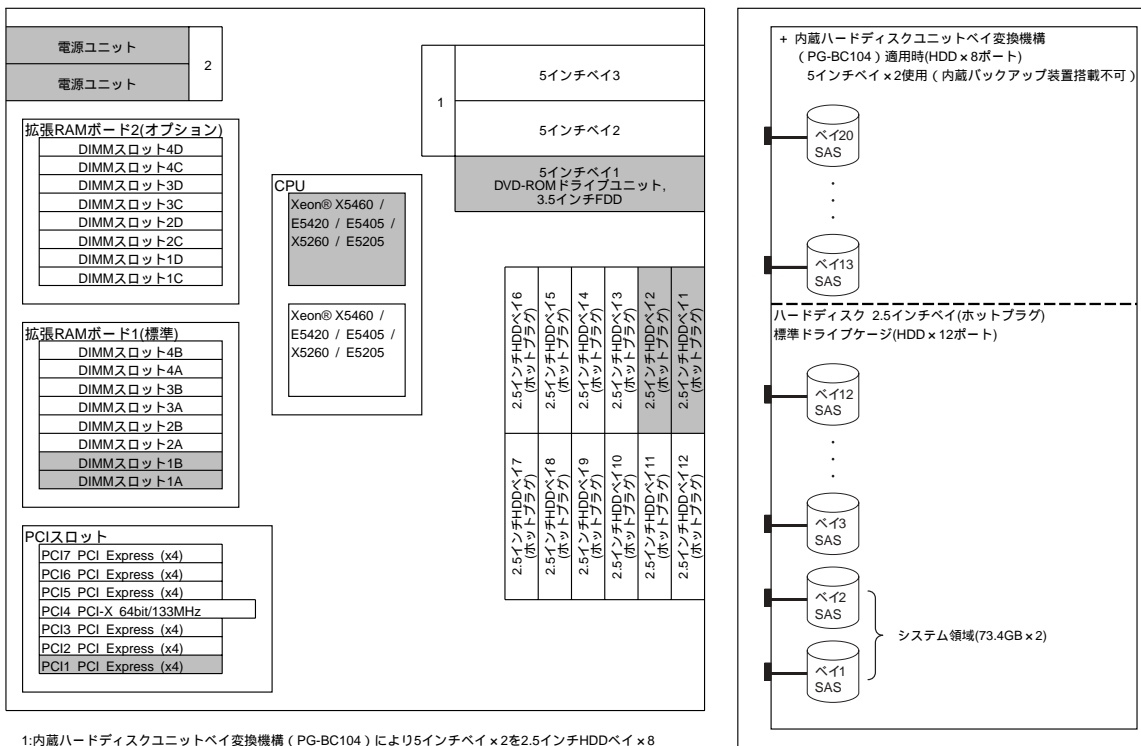 電源ユニット
電源ユニット
2
拡張RAMボード2(オプション)
DIMMスロット4D
DIMMスロット4C
DIMMスロット3D
DIMMスロット3C
DIMMスロット2D
DIMMスロット2C
DIMMスロット1D
DIMMスロット1C
拡張RAMボード1(標準)
DIMMスロット4B
DIMMスロット4A
DIMMスロット3B
DIMMスロット3A
DIMMスロット2B
DIMMスロット2A
DIMMスロット1B
DIMMスロット1A
PCIスロット
PCI7 PCI Express (x4)
PCI6 PCI Express (x4)
PCI5 PCI Express (x4)
PCI4 PCI-X 64bit/133MHz
PCI3 PCI Express (x4)
PCI2 PCI Express (x4)
PCI1 PCI Express (x4)
CPU
Xeon® X5460 /
E5420 / E5405 /
X5260 / E5205
Xeon® X5460 /
E5420 / E5405 /
X5260 / E5205
1
5インチベイ3
5インチベイ2
5インチベイ1
DVD-ROMドライブユニット,
3.5インチFDD
2.5インチHDDベイ6
(ホットプラグ)
2.5インチHDDベイ5
(ホットプラグ)
2.5インチHDDベイ4
(ホットプラグ)
2.5インチHDDベイ3
(ホットプラグ)
2.5インチHDDベイ2
(ホットプラグ)
2.5インチHDDベイ1
(ホットプラグ)
2.5インチHDDベイ7
(ホットプラグ)
2.5インチHDDベイ8
(ホットプラグ)
2.5インチHDDベイ9
(ホットプラグ)
2.5インチHDDベイ10
(ホットプラグ)
2.5インチHDDベイ11
(ホットプラグ)
2.5インチHDDベイ12
(ホットプラグ)
1:内蔵ハードディスクユニットベイ変換機構(PG-BC104)により5インチベイ×2を2.5インチHDDベイ×8
+ 内蔵ハードディスクユニットベイ変換機構
(PG-BC104)適用時(HDD×8ポート)
5インチベイ×2使用(内蔵バックアップ装置搭載不可)
ベイ20
SAS
ベイ13
SAS
ハードディスク 2.5インチベイ(ホットプラグ)
標準ドライブケージ(HDD×12ポート)
ベイ12
SAS
ベイ3
SAS
ベイ2
SAS
システム領域(73.4GB×2)
ベイ1
SAS